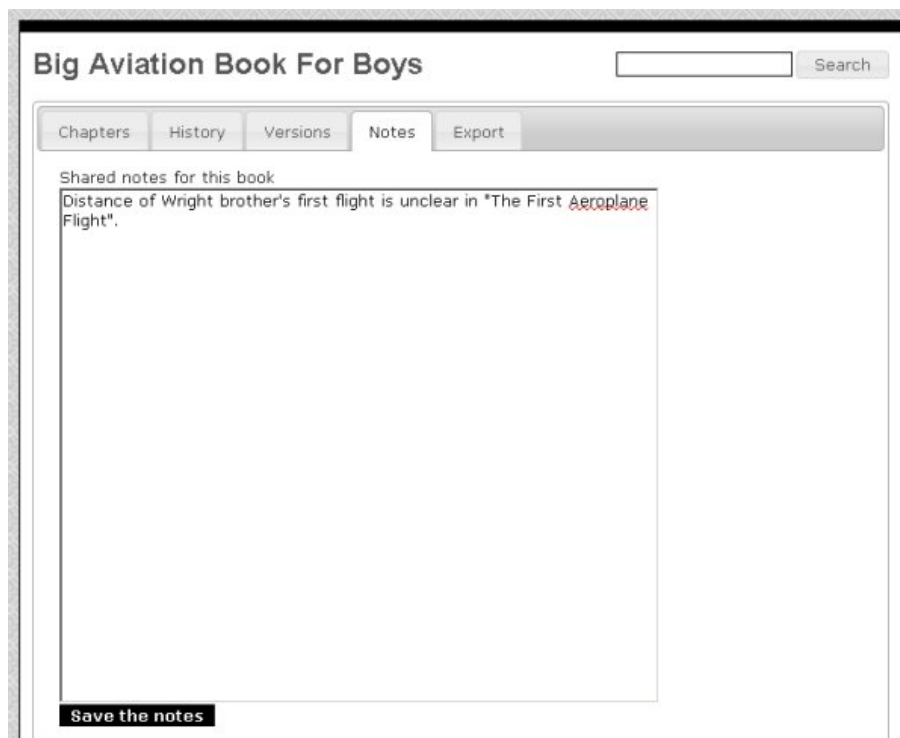 Big Aviation Book For Boys
Search
Chapters
History
Versions
Notes
Export
Shared notes for this book
Distance of Wright brother's first flight is unclear in "The First Aeroplane
Flight".
Save the notes